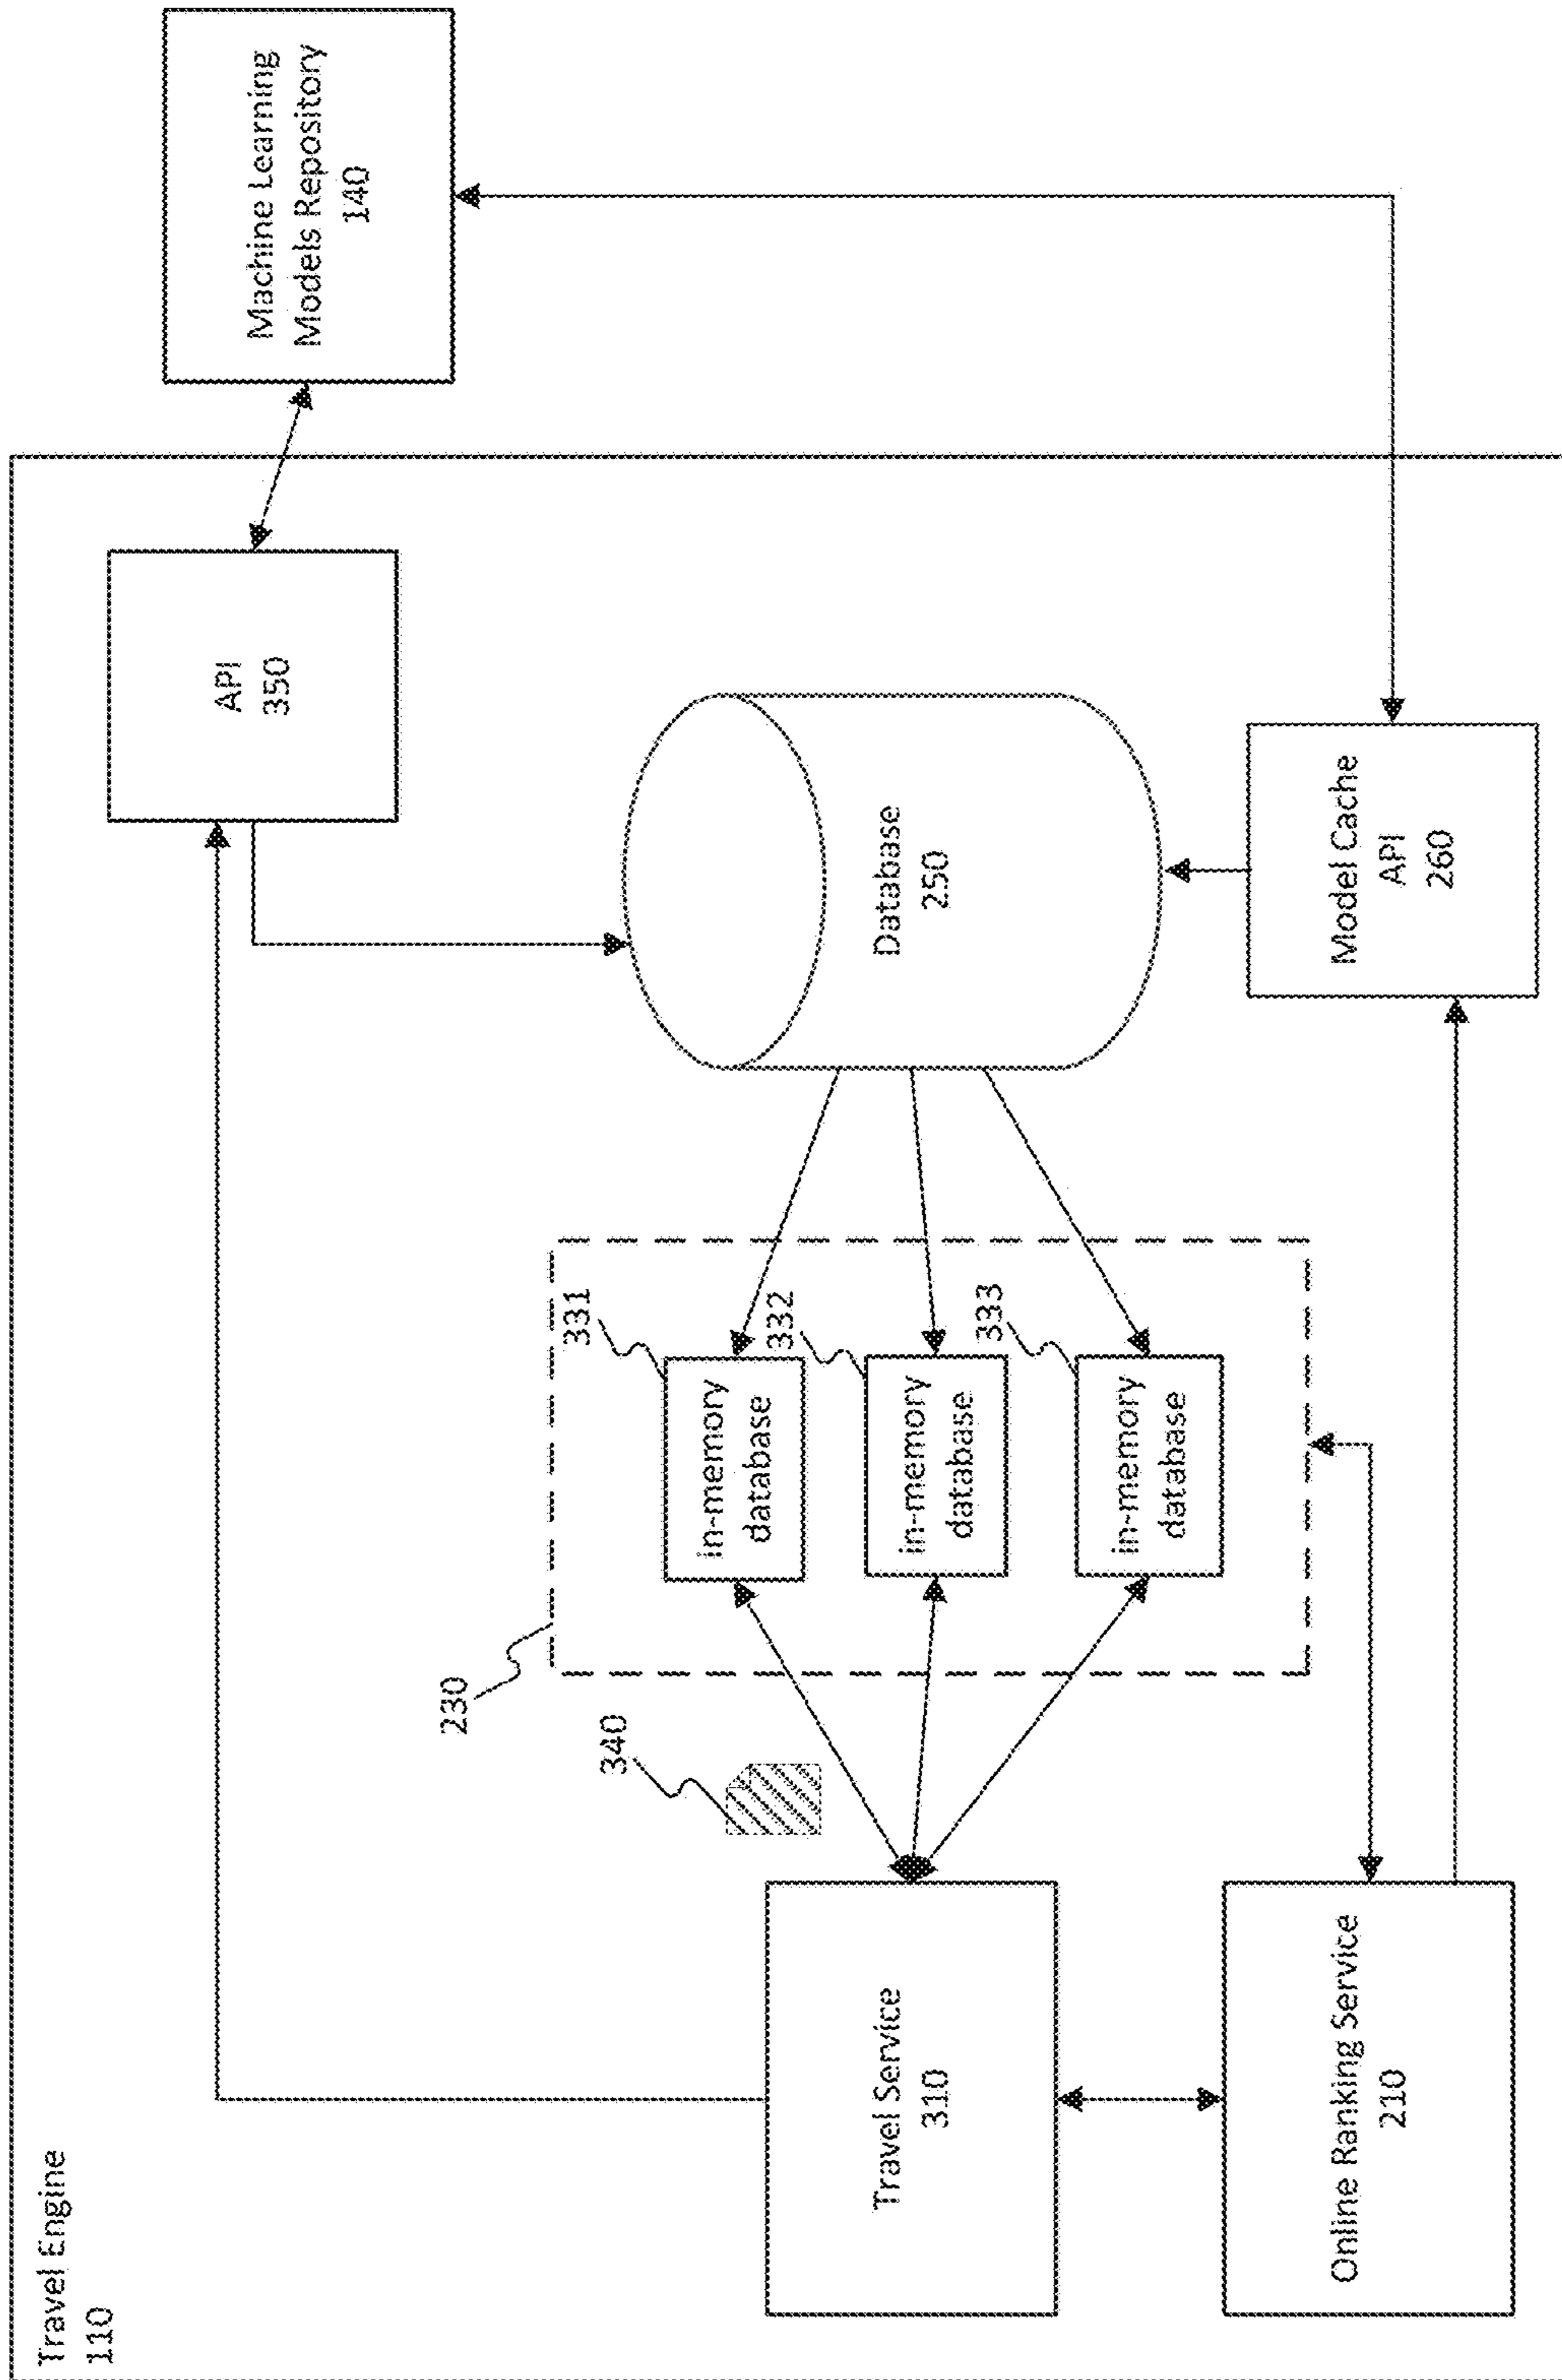 Travel Engine
110
API
350
Machine Learning
Models Repository
140
230
340
331
in-memory
database
332
in-memory
database
333
in-memory
database
Database
250
Travel Service
310
Online Ranking Service
210
Model Cache
API
260